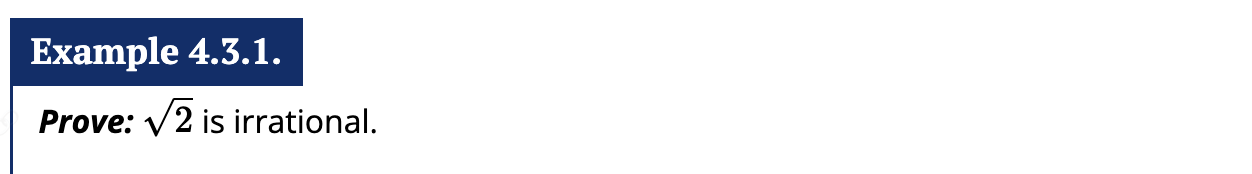 Example 4.3.1.
Prove: √2 is irrational.